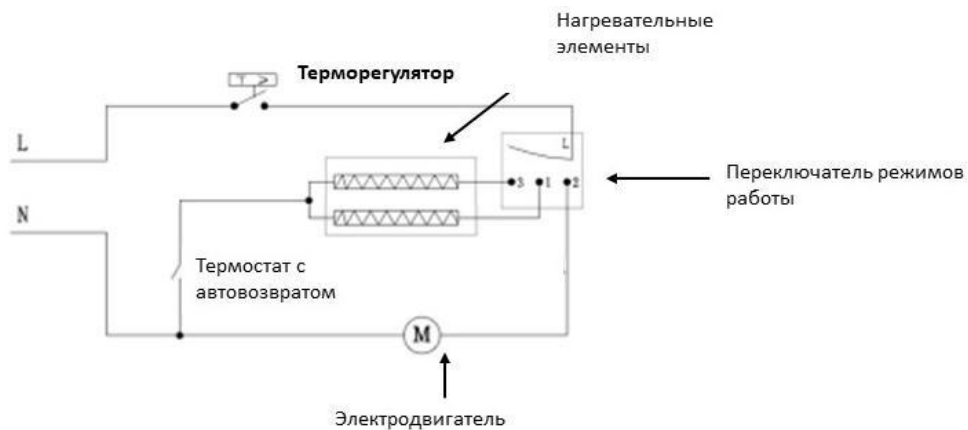 Нагревательные
элементы
Терморегулятор
L
L
3 1 2
Переключатель режимов
работы
N
Термостат с
автовозвратом
M
Электродвигатель